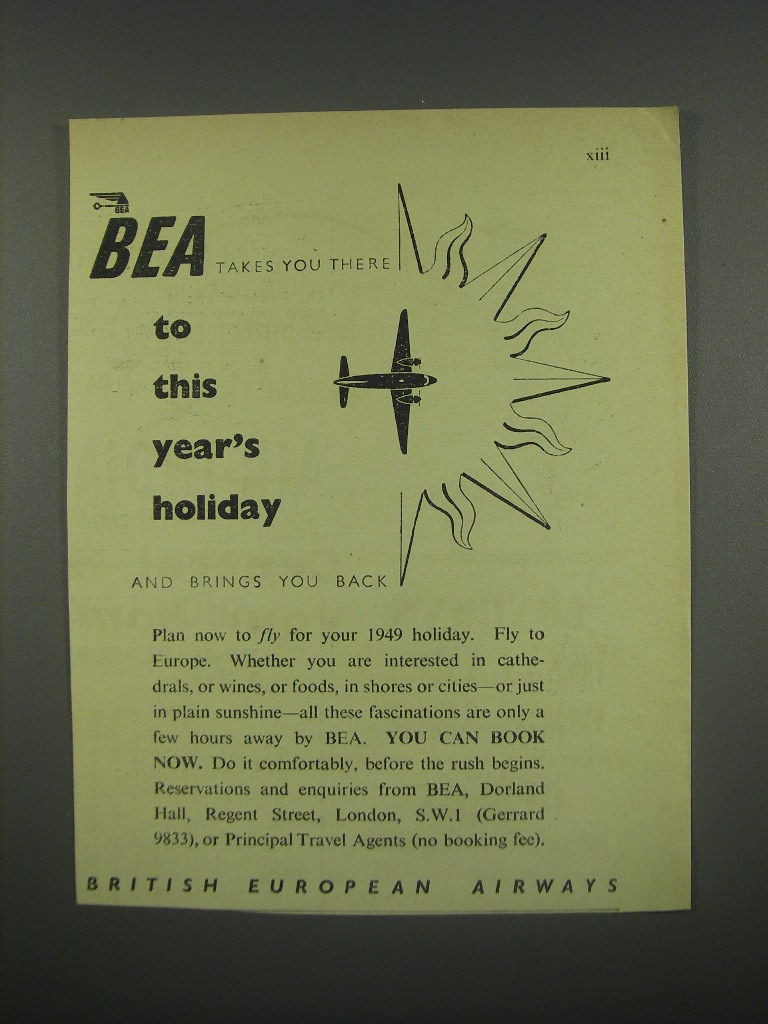 xiii
BEA
BEA TAKES YOU THERE
to
this
year's
holiday
AND BRINGS YOU BACK
Plan now to fly for your 1949 holiday. Fly to
Europe. Whether you are interested in cathe-
drals, or wines, or foods, in shores or cities—or just
in plain sunshine—all these fascinations are only a
few hours away by BEA. YOU CAN BOOK
NOW. Do it comfortably, before the rush begins.
Reservations and enquiries from BEA, Dorland
Hall, Regent Street, London, S.W.1 (Gerrard
9833), or Principal Travel Agents (no booking fee).
BRITISH EUROPEAN AIRWAYS